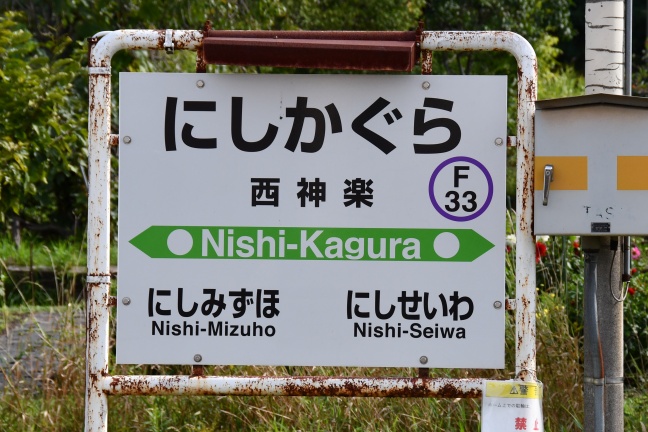 にしかぐら
西神楽
F
33
Nishi-Kagura
にしみずほ
Nishi-Mizuho
にしせいわ
Nishi-Seiwa
禁